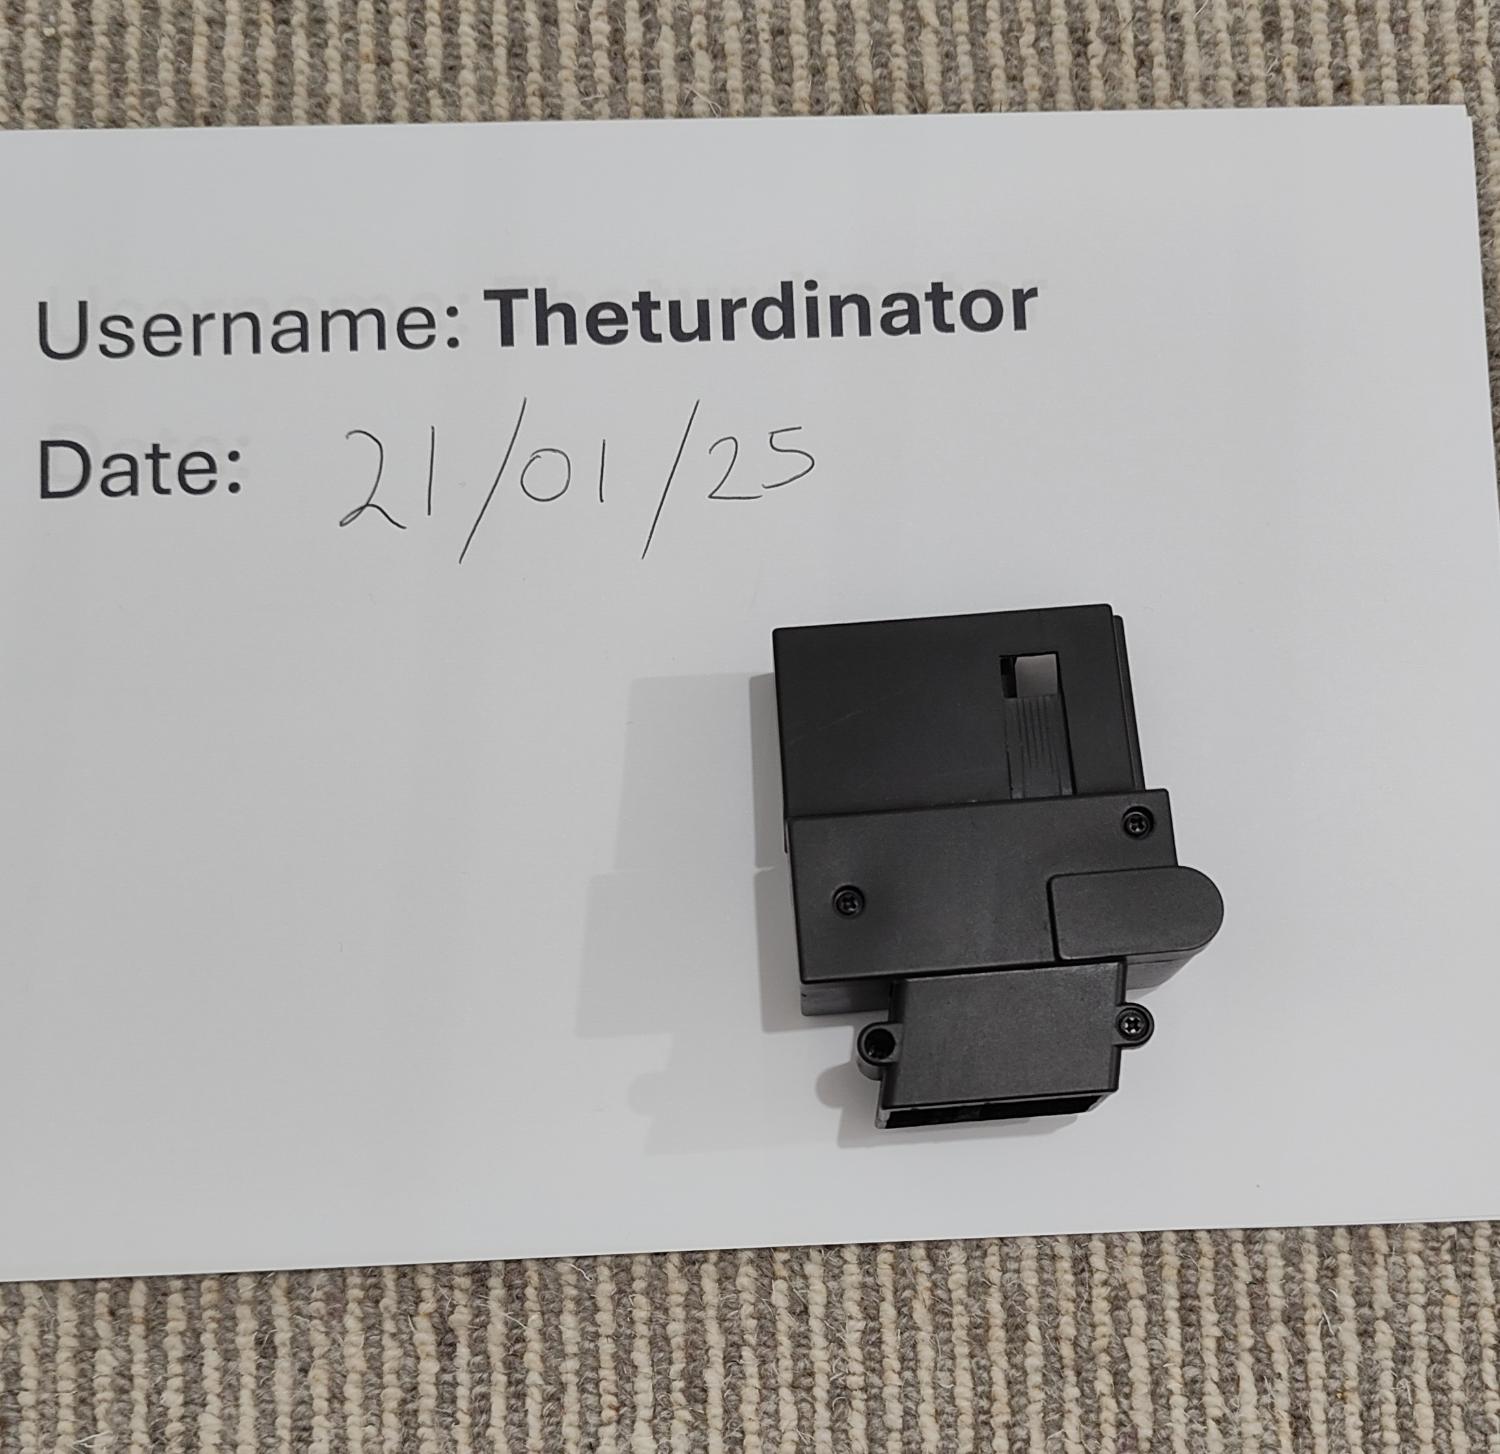 Username: Theturdinator
Date: 21/01/25